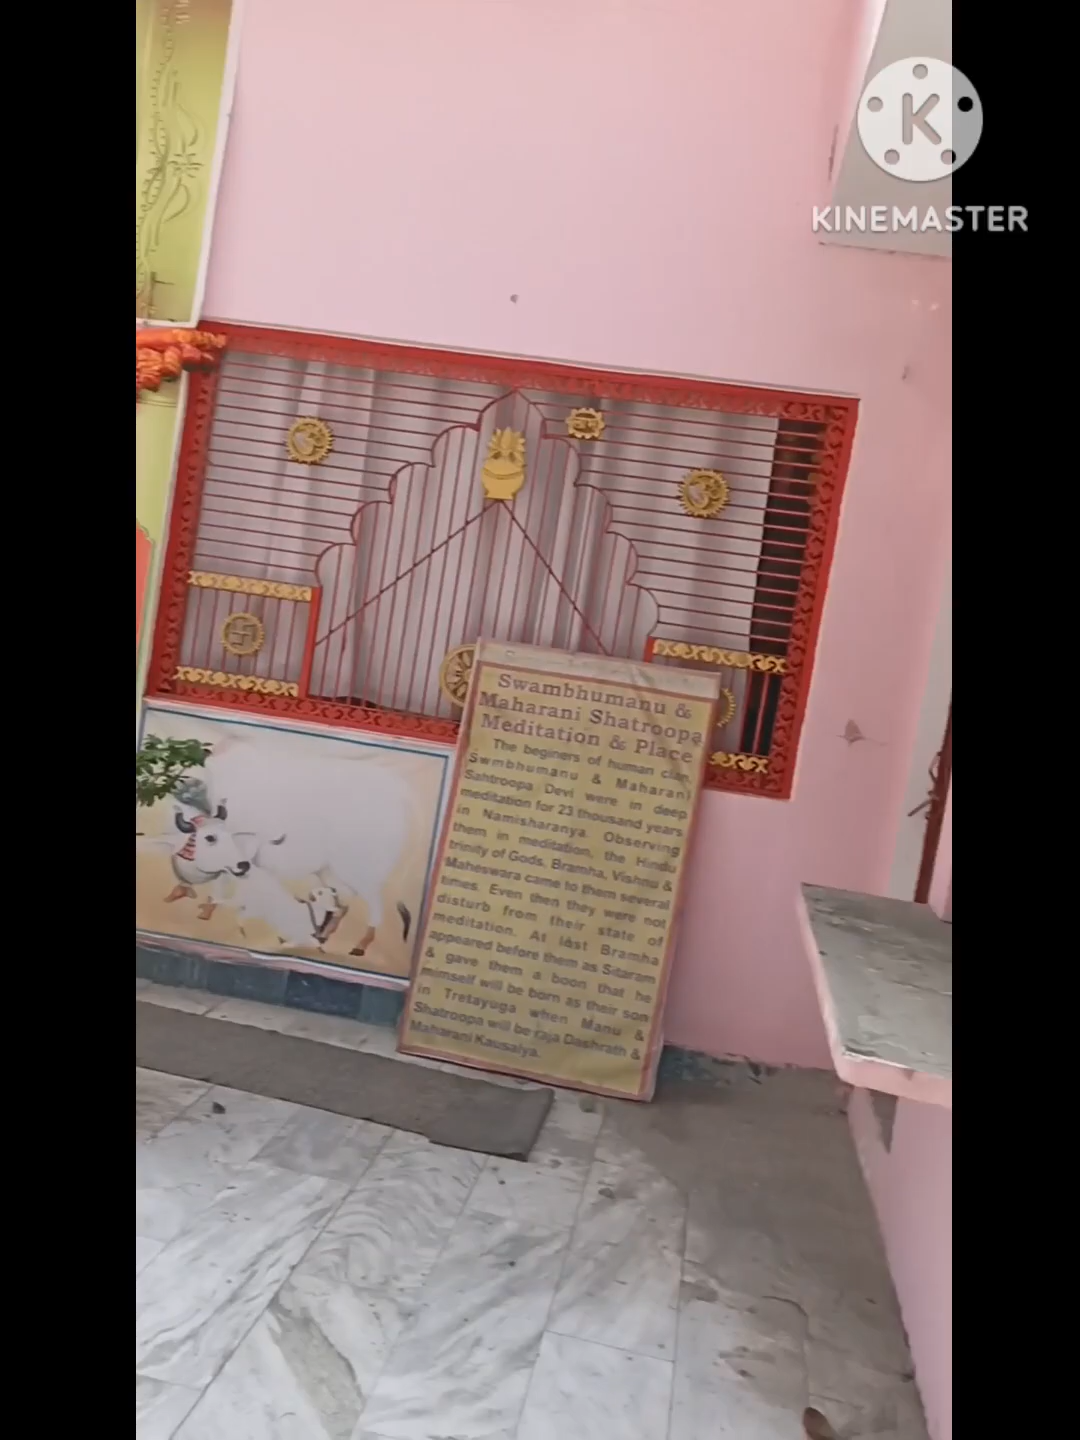 K
KINEMASTER
Swambhumanu &
Maharani Shatroopa
Meditation & Place
The beginers of human clan,
Swmbhumanu & Maharani
Sahtroopa Devi were in deep
meditation for 23 thousand years
in Namisharanya. Observing
them in meditation, the Hindu
trinity of Gods, Bramha, Vishnu &
Maheswara came to them several
times. Even then they were not
disturb from their state of
meditation. At last Bramha
appeared before them as Sitaram
& gave them a boon that he
mimself will be born as their son
in Tretayuga when Manu &
Shatroopa will be raja Dashrath &
Maharani Kausalya.